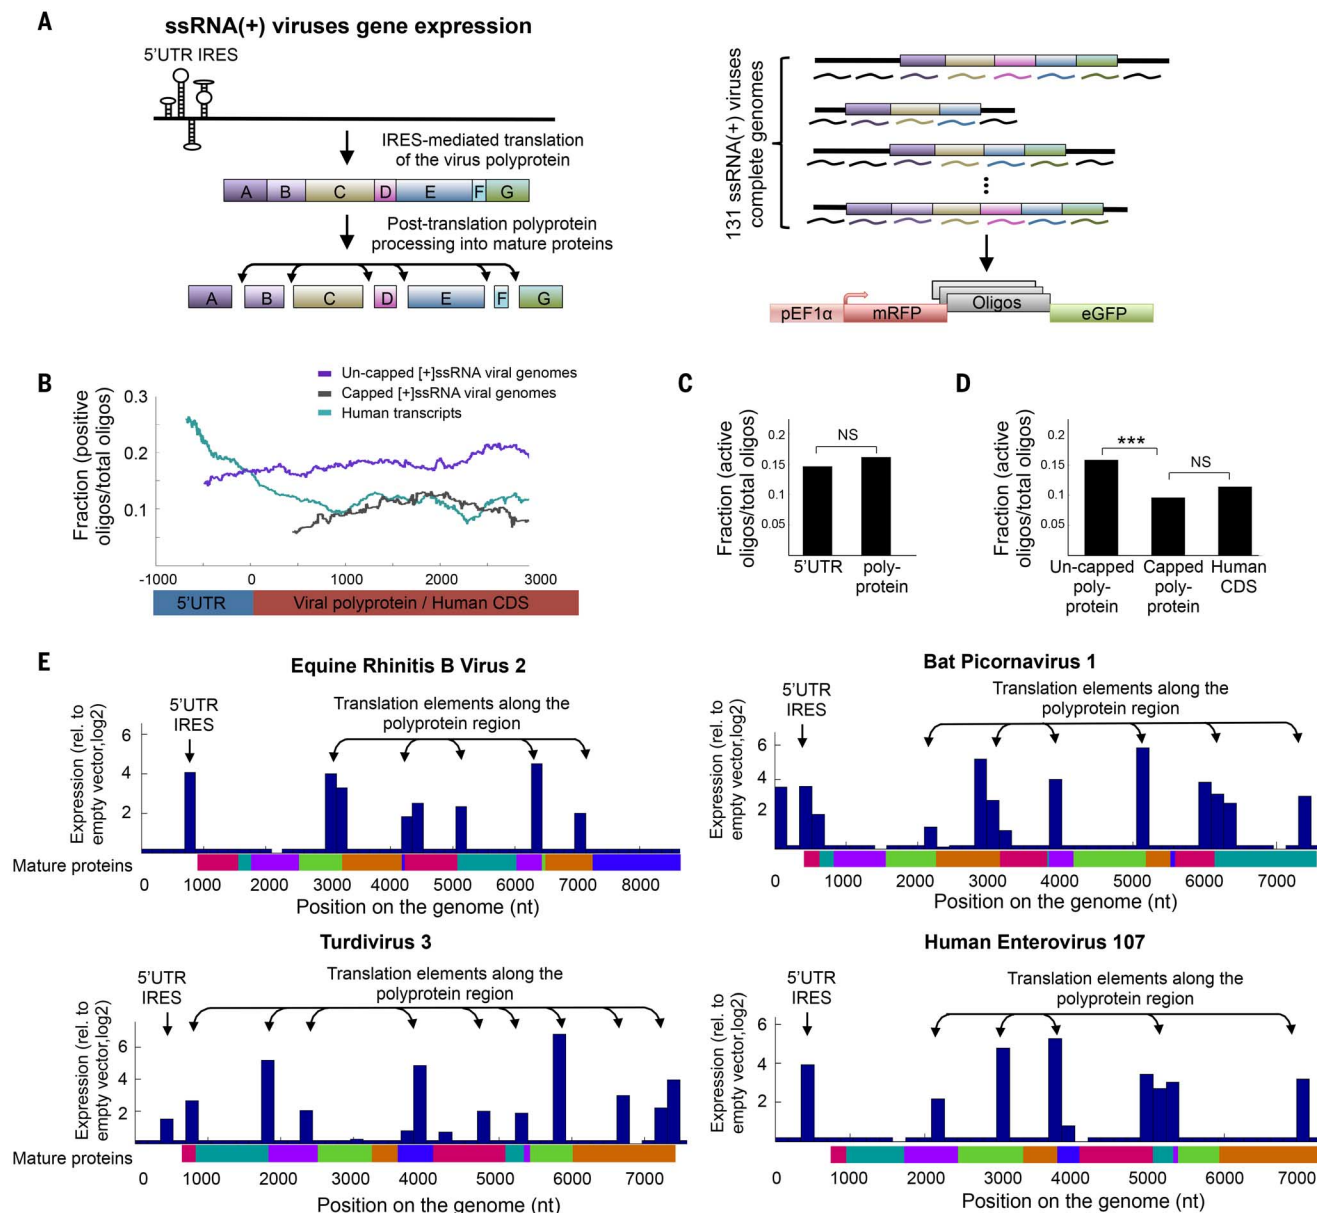 A
ssRNA(+) viruses gene expression
5'UTR IRES
IRES-mediated translation
of the virus polyprotein
A B C D E F G
Post-translation polyprotein
processing into mature proteins
A B C D E F G
131 ssRNA(+) viruses
complete genomes
pEF1α mRFP Oligos eGFP
B
Fraction (positive
oligos/total oligos)
0.3
0.2
0.1
Un-capped [+]ssRNA viral genomes
Capped [+]ssRNA viral genomes
Human transcripts
-1000 0 1000 2000 3000
5'UTR Viral polyprotein / Human CDS
C
Fraction (active
oligos/total oligos)
0.2
0.15
0.1
0.05
NS
5'UTR poly-
protein
D
Fraction (active
oligos/total oligos)
0.2
0.15
0.1
0.05
***
NS
Un-capped Capped Human
poly- poly- CDS
protein protein
E
Equine Rhinitis B Virus 2
5'UTR
IRES
Translation elements along the
polyprotein region
Expression (rel. to
empty vector,log2)
6
4
2
Mature proteins
0 1000 2000 3000 4000 5000 6000 7000 8000
Position on the genome (nt)
Bat Picornavirus 1
5'UTR
IRES
Translation elements along the
polyprotein region
Expression (rel. to
empty vector,log2)
6
4
2
0 1000 2000 3000 4000 5000 6000 7000
Position on the genome (nt)
Turdivirus 3
5'UTR
IRES
Translation elements along the
polyprotein region
Expression (rel. to
empty vector,log2)
6
4
2
Mature proteins
0 1000 2000 3000 4000 5000 6000 7000
Position on the genome (nt)
Human Enterovirus 107
5'UTR
IRES
Translation elements along the
polyprotein region
Expression (rel. to
empty vector,log2)
6
4
2
0 1000 2000 3000 4000 5000 6000 7000
Position on the genome (nt)